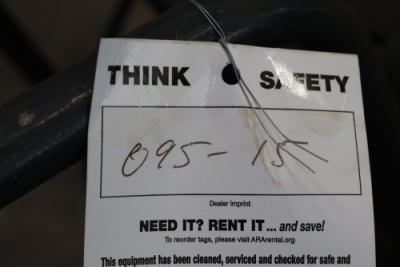 THINK SAFETY
095-15
Dealer Imprint
NEED IT? RENT IT... and save!
To reorder tags, please visit ARArental.org
This equipment has been cleaned, serviced and checked for safe and